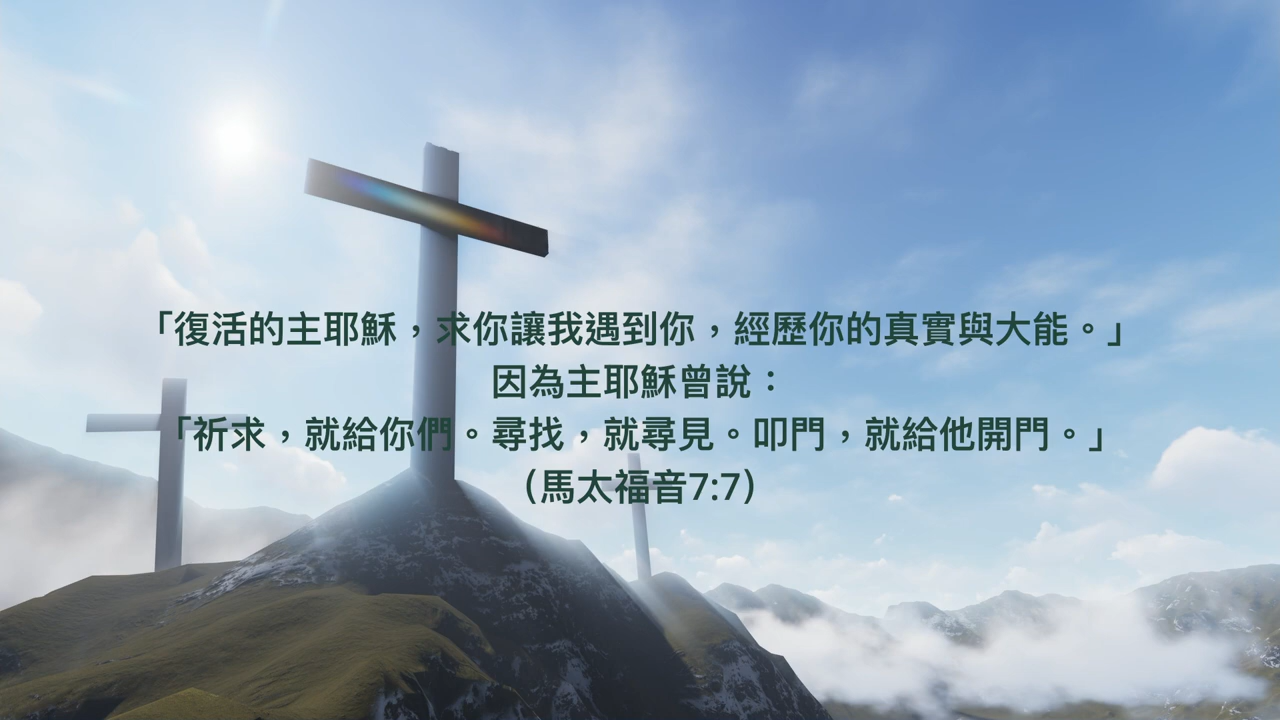 「復活的主耶穌，求你讓我遇到你，經歷你的真實與大能。」
因為主耶穌曾說：
「祈求，就給你們。尋找，就尋見。叩門，就給他開門。」
（馬太福音7:7）